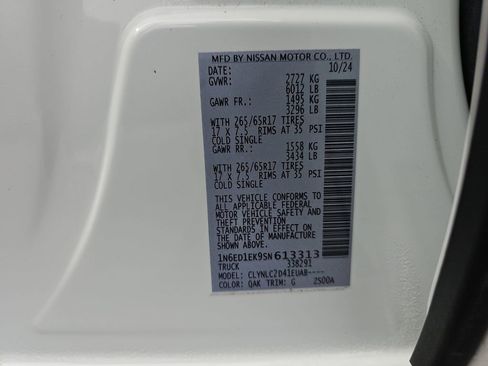 MFD BY NISSAN MOTOR CO., LTD.
DATE: 10/24
GVWR: 2727 KG
6012 LB
GAWR FR.: 1495 KG
3296 LB
WITH 265/65R17 TIRES
17 X 7.5 RIMS AT 35 PSI
COLD SINGLE
GAWR RR.: 1558 KG
3434 LB
WITH 265/65R17 TIRES
17 X 7.5 RIMS AT 35 PSI
COLD SINGLE
THIS VEHICLE CONFORMS TO
ALL APPLICABLE FEDERAL
MOTOR VEHICLE SAFETY AND
THEFT PREVENTION
STANDARDS IN EFFECT ON
THE DATE OF MANUFACTURE
SHOWN ABOVE.
1N6ED1EK9SN613313
TRUCK 338291
MODEL: CLYNLC2D41EUAB----
COLOR: QAK TRIM: G 2S00A